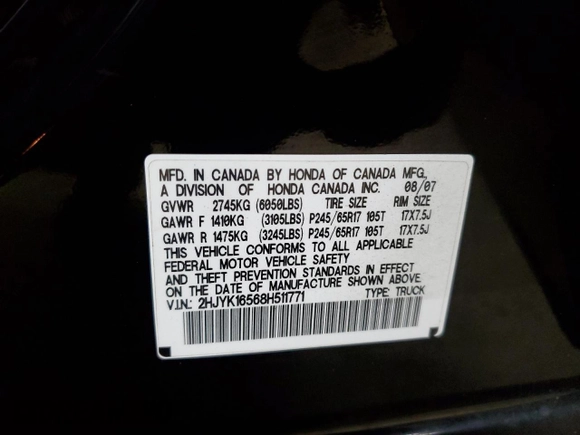 MFD. IN CANADA BY HONDA OF CANADA MFG.,
A DIVISION OF HONDA CANADA INC. 08/07
GVWR 2745KG (6050LBS) TIRE SIZE RIM SIZE
GAWR F 1410KG (3105LBS) P245/65R17 105T 17X7.5J
GAWR R 1475KG (3245LBS) P245/65R17 105T 17X7.5J
THIS VEHICLE CONFORMS TO ALL APPLICABLE
FEDERAL MOTOR VEHICLE SAFETY
AND THEFT PREVENTION STANDARDS IN EFFECT
ON THE DATE OF MANUFACTURE SHOWN ABOVE.
V.I.N.: 2HJYK16568H511771 TYPE: TRUCK